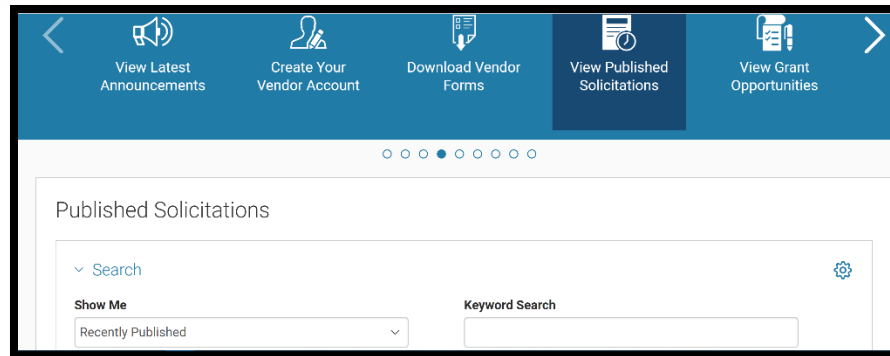 View Latest
Announcements
Create Your
Vendor Account
Download Vendor
Forms
View Published
Solicitations
View Grant
Opportunities
Published Solicitations
Search
Show Me
Recently Published
Keyword Search